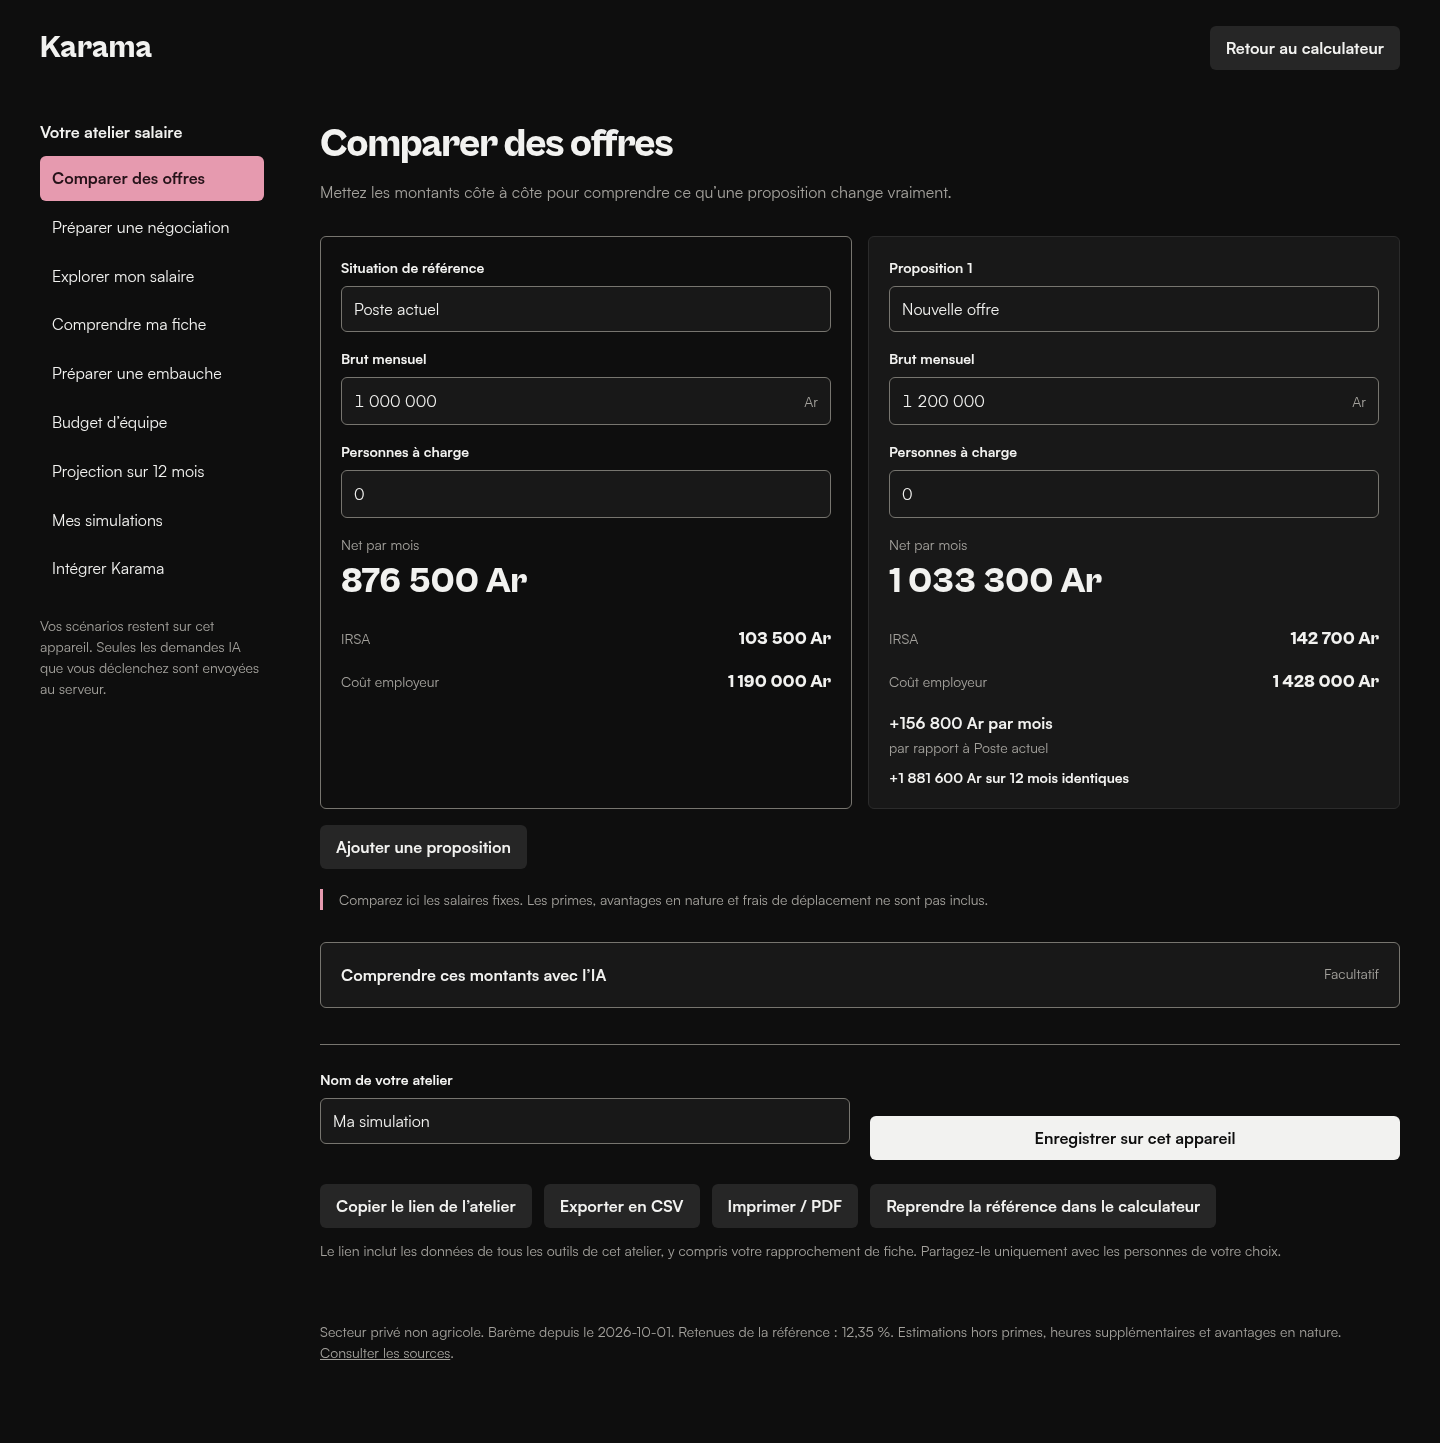 Karama
Retour au calculateur
Votre atelier salaire
Comparer des offres
Préparer une négociation
Explorer mon salaire
Comprendre ma fiche
Préparer une embauche
Budget d’équipe
Projection sur 12 mois
Mes simulations
Intégrer Karama
Vos scénarios restent sur cet
appareil. Seules les demandes IA
que vous déclenchez sont envoyées
au serveur.
Comparer des offres
Mettez les montants côte à côte pour comprendre ce qu’une proposition change vraiment.
Situation de référence
Poste actuel
Brut mensuel
1 000 000 Ar
Personnes à charge
0
Net par mois
876 500 Ar
IRSA 103 500 Ar
Coût employeur 1 190 000 Ar
Proposition 1
Nouvelle offre
Brut mensuel
1 200 000 Ar
Personnes à charge
0
Net par mois
1 033 300 Ar
IRSA 142 700 Ar
Coût employeur 1 428 000 Ar
+156 800 Ar par mois
par rapport à Poste actuel
+1 881 600 Ar sur 12 mois identiques
Ajouter une proposition
Comparez ici les salaires fixes. Les primes, avantages en nature et frais de déplacement ne sont pas inclus.
Comprendre ces montants avec l’IA Facultatif
Nom de votre atelier
Ma simulation
Enregistrer sur cet appareil
Copier le lien de l’atelier Exporter en CSV Imprimer / PDF Reprendre la référence dans le calculateur
Le lien inclut les données de tous les outils de cet atelier, y compris votre rapprochement de fiche. Partagez-le uniquement avec les personnes de votre choix.
Secteur privé non agricole. Barème depuis le 2026-10-01. Retenues de la référence : 12,35 %. Estimations hors primes, heures supplémentaires et avantages en nature.
Consulter les sources.